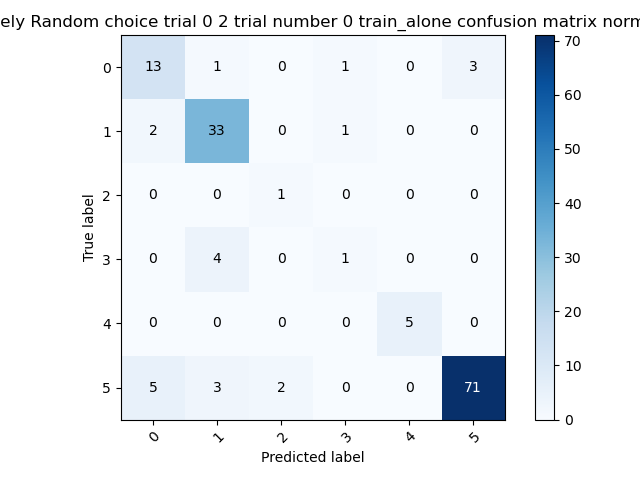 ely Random choice trial 0 2 trial number 0 train_alone confusion matrix norm
0 13 1 0 1 0 3
1 2 33 0 1 0 0
2 0 0 1 0 0 0
3 0 4 0 1 0 0
4 0 0 0 0 5 0
5 5 3 2 0 0 71
0 1 2 3 4 5
True label
Predicted label
70
60
50
40
30
20
10
0